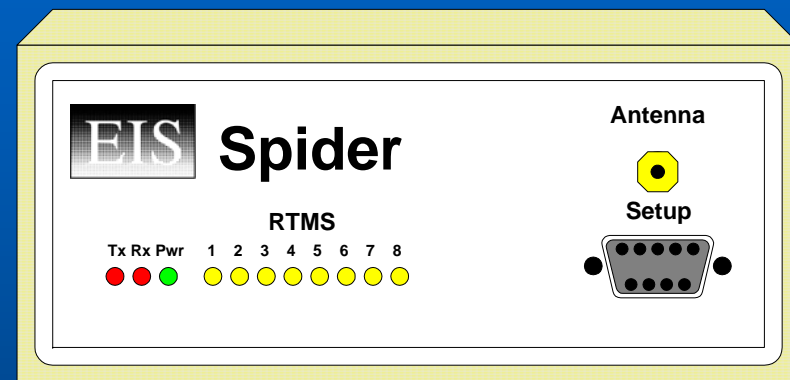 EIS Spider
Antenna
Setup
RTMS
Tx Rx Pwr 1 2 3 4 5 6 7 8